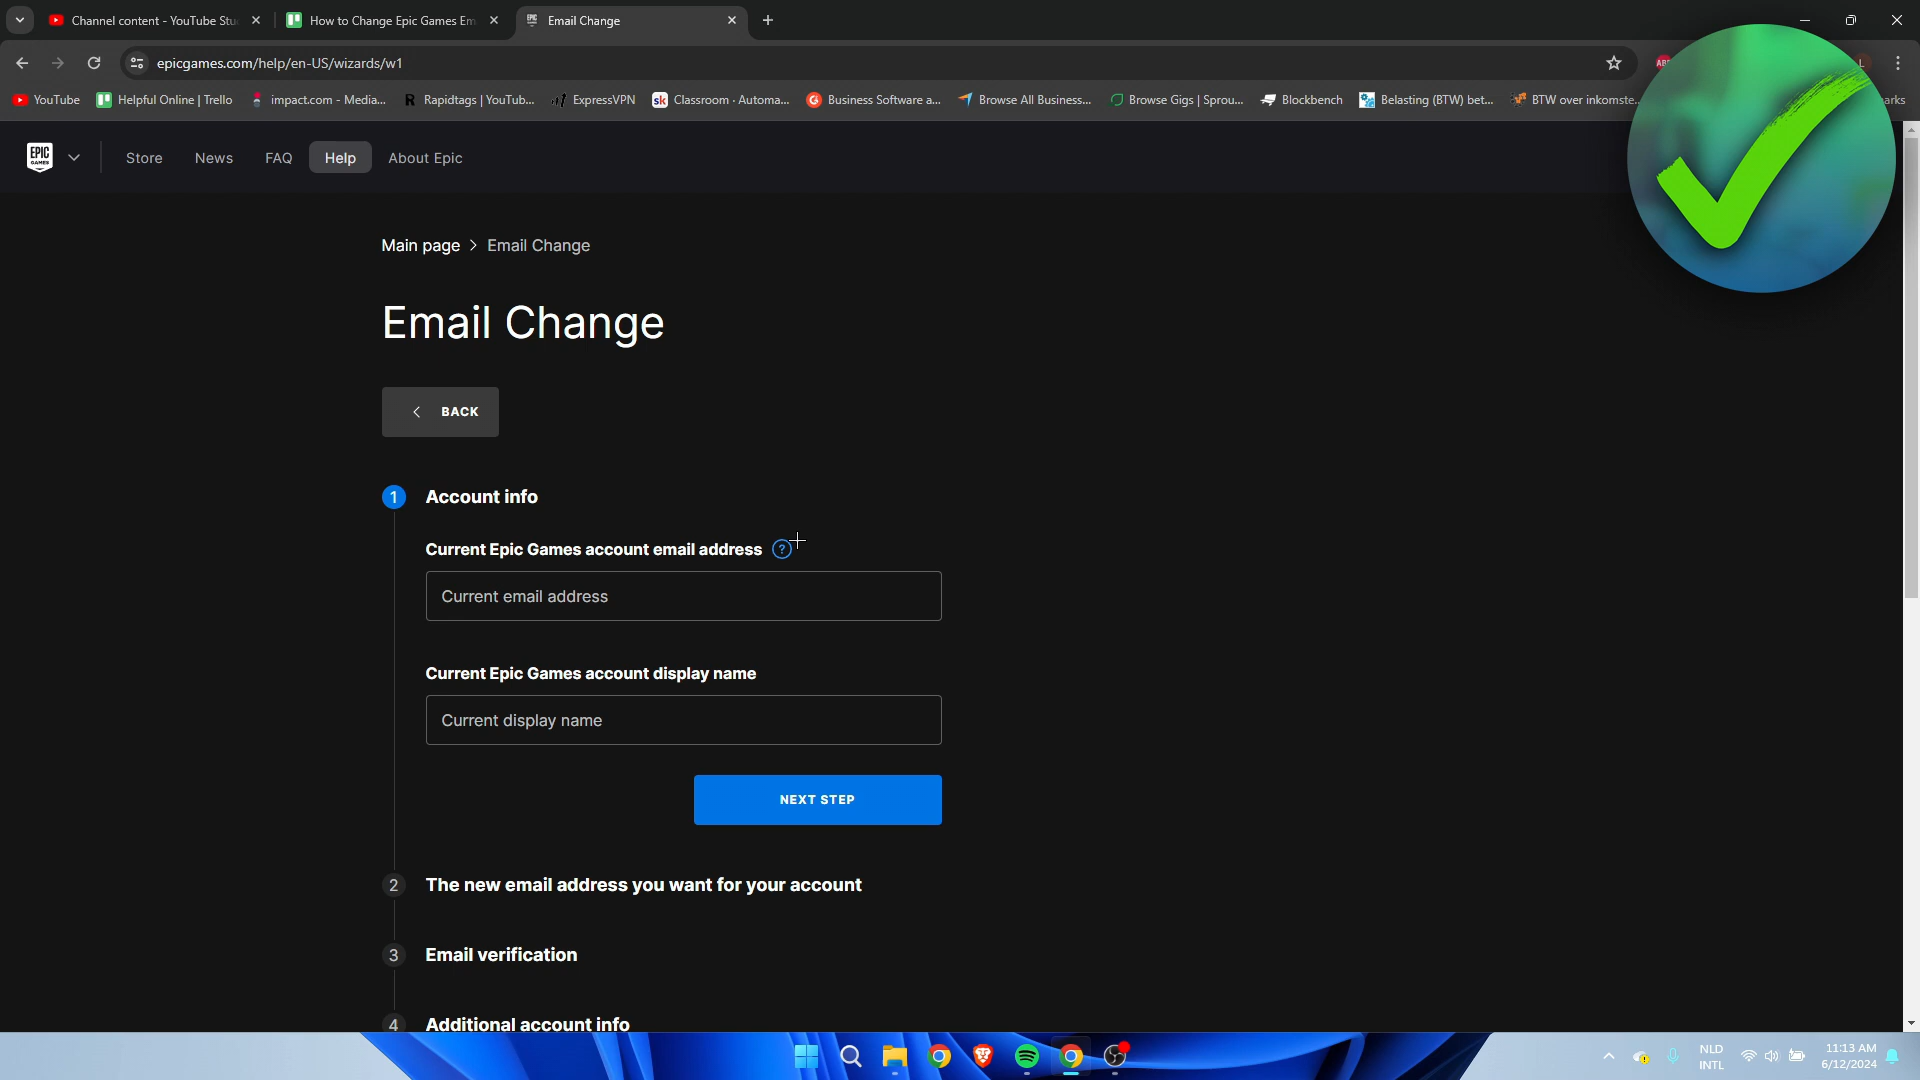 Channel content - YouTube Stu
How to Change Epic Games Em
Email Change
epicgames.com/help/en-US/wizards/w1
YouTube
Helpful Online | Trello
impact.com - Media...
Rapidtags | YouTub...
ExpressVPN
Classroom - Automa...
Business Software a...
Browse All Business...
Browse Gigs | Sprou...
Blockbench
Belasting (BTW) bet...
BTW over inkomste...
EPIC GAMES
Store
News
FAQ
Help
About Epic
Main page > Email Change
Email Change
BACK
1 Account info
Current Epic Games account email address ?
Current email address
Current Epic Games account display name
Current display name
NEXT STEP
2 The new email address you want for your account
3 Email verification
4 Additional account info
NLD
INTL
11:13 AM
6/12/2024